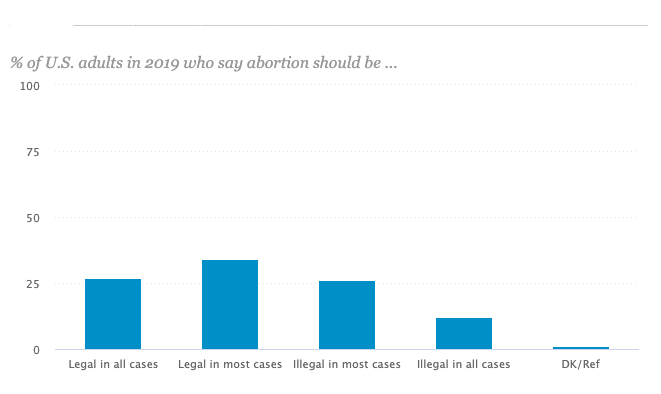 % of U.S. adults in 2019 who say abortion should be ...
100
75
50
25
0
Legal in all cases Legal in most cases Illegal in most cases Illegal in all cases DK/Ref